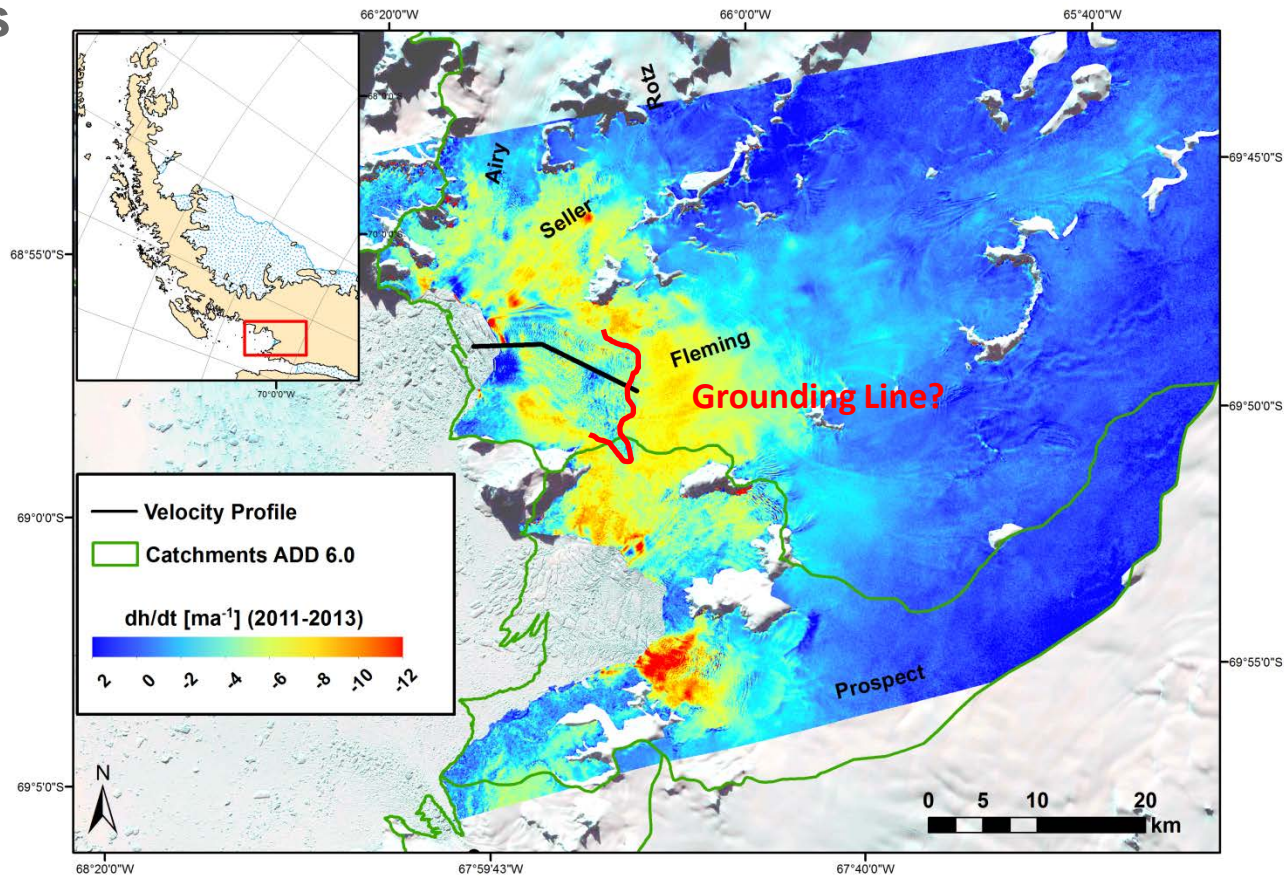 s
66°20'0"W 66°0'0"W 65°40'0"W
Rotz
69°45'0"S
Airy
Seller
68°55'0"S
70°0'0"S
Fleming
Grounding Line?
69°50'0"S
Velocity Profile
69°0'0"S
Catchments ADD 6.0
dh/dt [ma⁻¹] (2011-2013)
2 0 -2 -4 -6 -8 -10 -12
69°55'0"S
Prospect
N
69°5'0"S
0 5 10 20
km
68°20'0"W 67°59'43"W 67°40'0"W